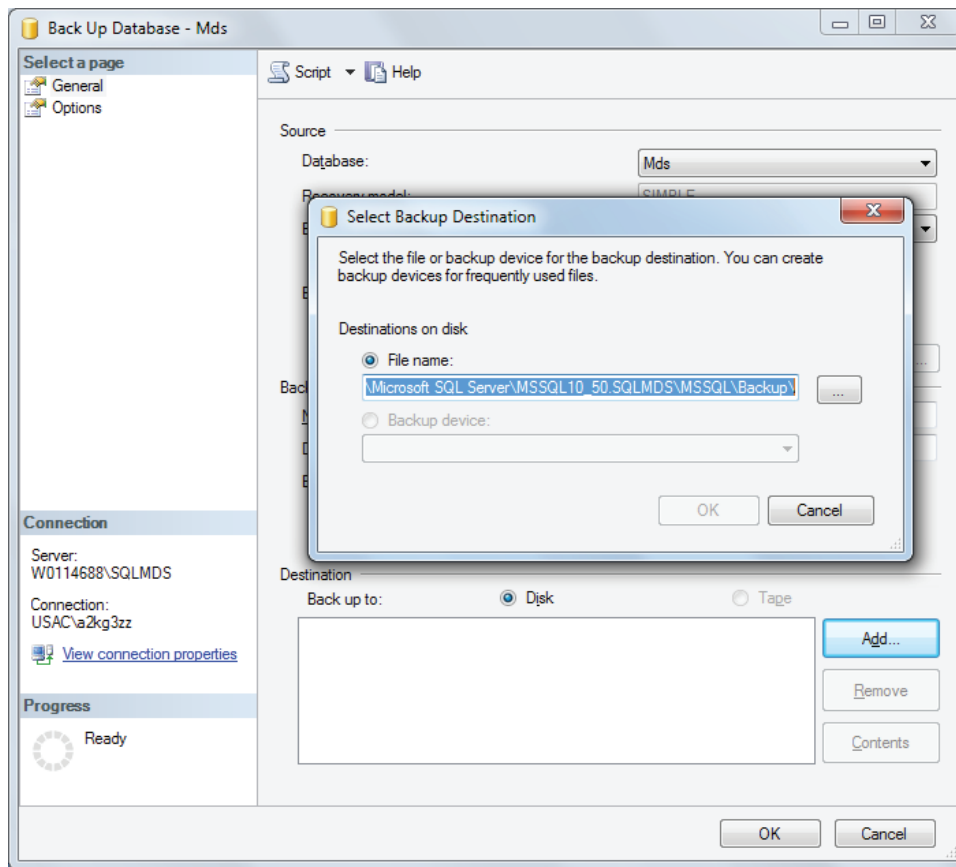 Back Up Database - Mds
Select a page
General
Options
Script
Help
Source
Database:
Mds
Recovery model:
SIMPLE
Select Backup Destination
Select the file or backup device for the backup destination. You can create
backup devices for frequently used files.
Destinations on disk
File name:
\Microsoft SQL Server\MSSQL10_50.SQLMDS\MSSQL\Backup\
...
Backup device:
OK
Cancel
Connection
Server:
W0114688\SQLMDS
Connection:
USAC\a2kg3zz
View connection properties
Progress
Ready
Destination
Back up to:
Disk
Tape
Add...
Remove
Contents
OK
Cancel